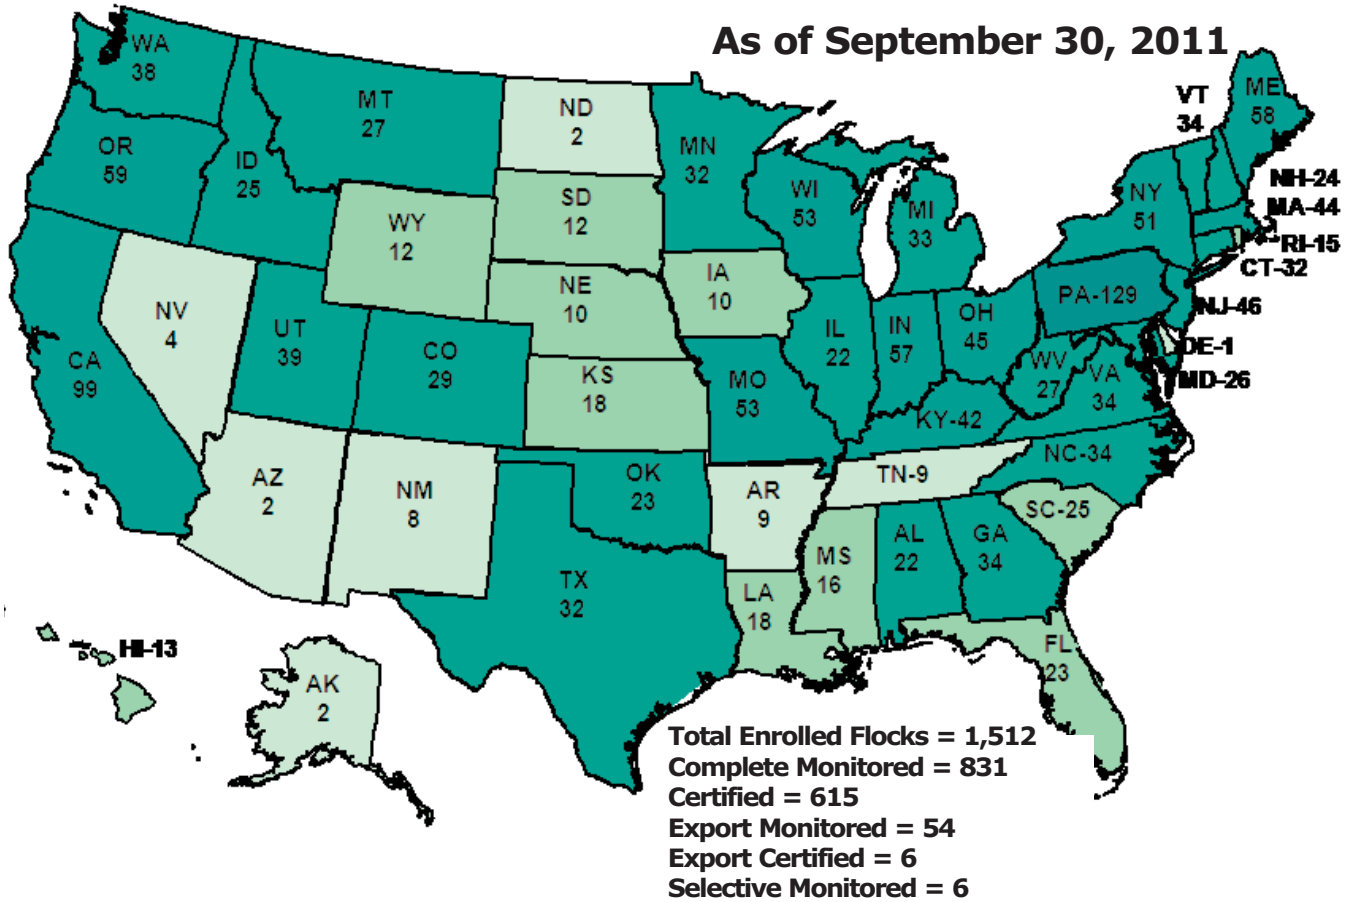 As of September 30, 2011
WA
38
MT
27
ND
2
MN
32
VT
34
ME
58
OR
59
ID
25
SD
12
WI
53
MI
33
NY
51
NH-24
MA-44
RI-15
CT-32
WY
12
NE
10
IA
10
PA-129
NJ-46
NV
4
UT
39
CO
29
IL
22
IN
57
OH
45
DE-1
MD-26
CA
99
KS
18
MO
53
WV
27
VA
34
KY-42
NC-34
AZ
2
NM
8
OK
23
AR
9
TN-9
SC-25
TX
32
LA
18
MS
16
AL
22
GA
34
FL
23
HI-13
AK
2
Total Enrolled Flocks = 1,512
Complete Monitored = 831
Certified = 615
Export Monitored = 54
Export Certified = 6
Selective Monitored = 6